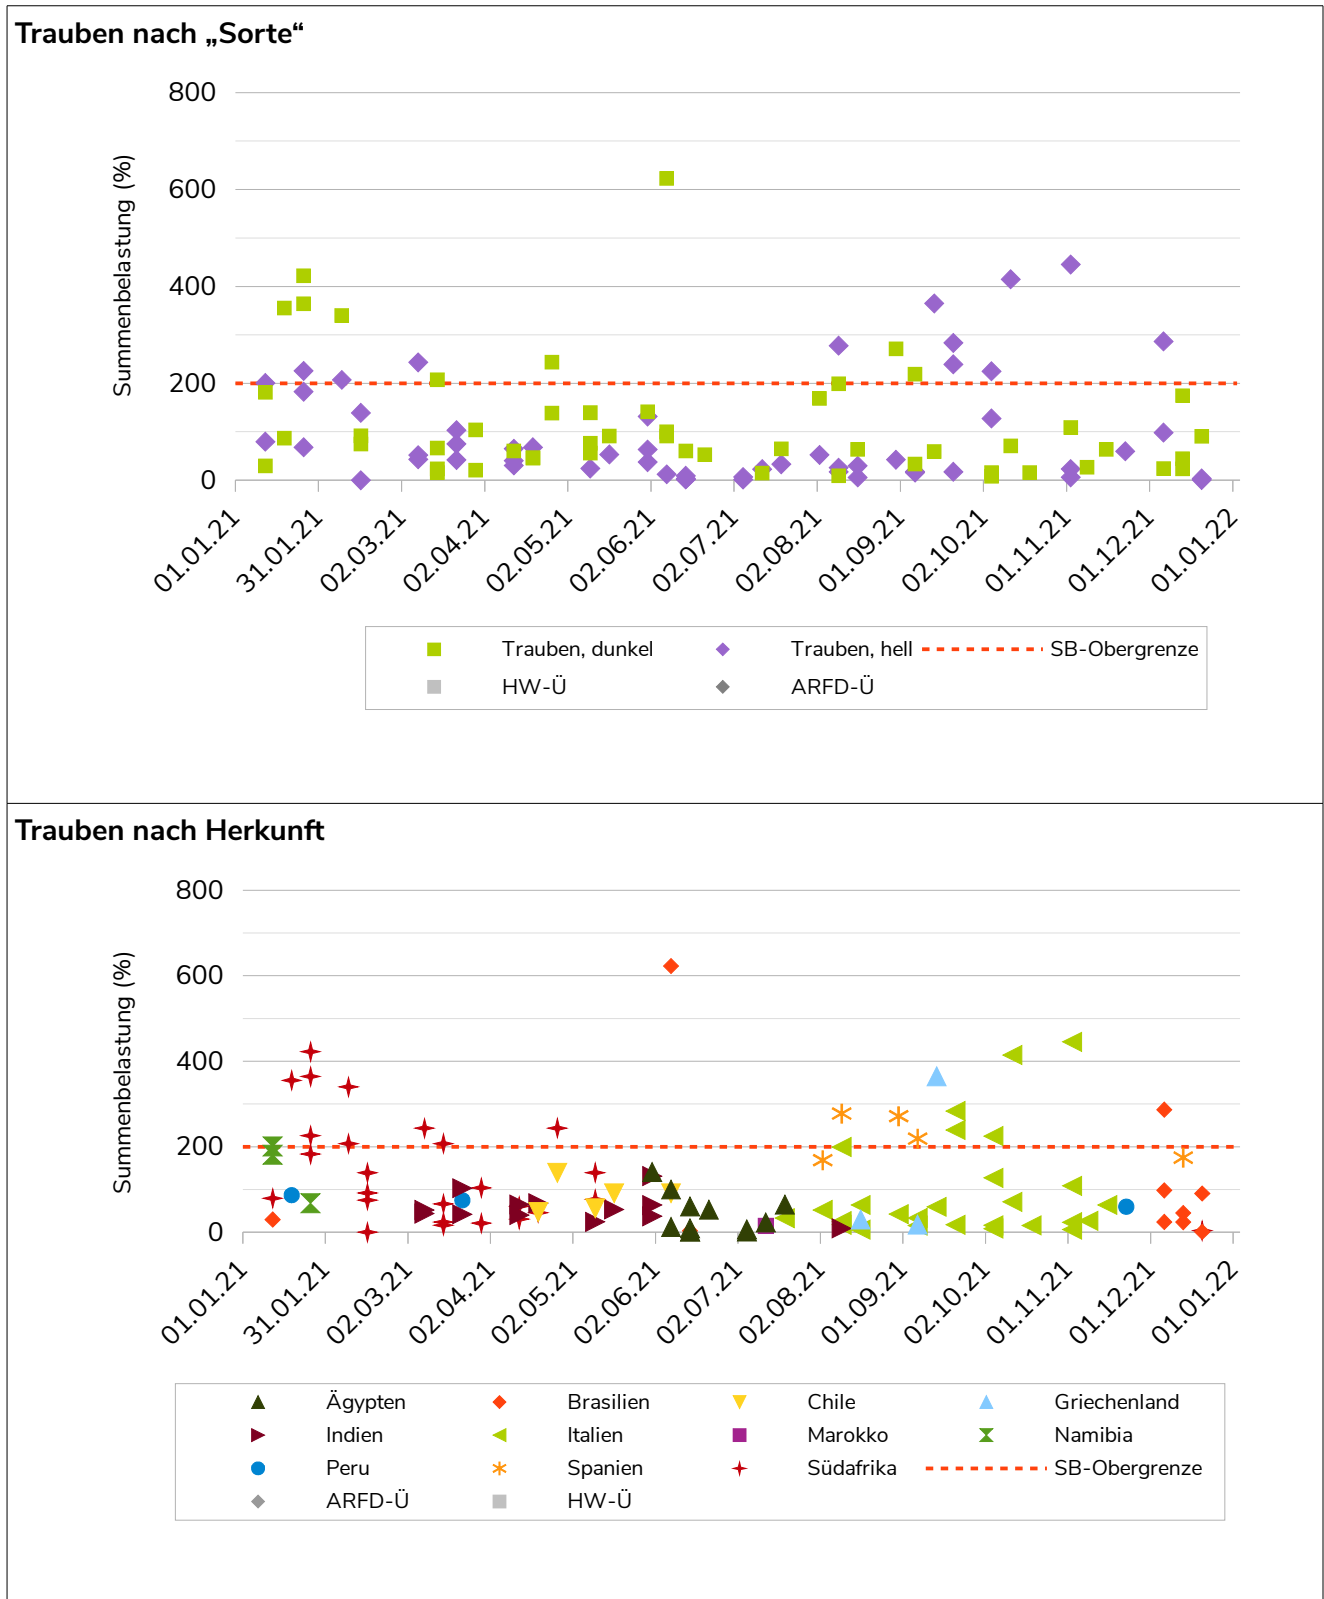 Trauben nach „Sorte“
Summenbelastung (%)
800
600
400
200
0
01.01.21
31.01.21
02.03.21
02.04.21
02.05.21
02.06.21
02.07.21
02.08.21
01.09.21
02.10.21
01.11.21
01.12.21
01.01.22
Trauben, dunkel
Trauben, hell
SB-Obergrenze
HW-Ü
ARFD-Ü
Trauben nach Herkunft
Summenbelastung (%)
800
600
400
200
0
01.01.21
31.01.21
02.03.21
02.04.21
02.05.21
02.06.21
02.07.21
02.08.21
01.09.21
02.10.21
01.11.21
01.12.21
01.01.22
Ägypten
Brasilien
Chile
Griechenland
Indien
Italien
Marokko
Namibia
Peru
Spanien
Südafrika
SB-Obergrenze
ARFD-Ü
HW-Ü